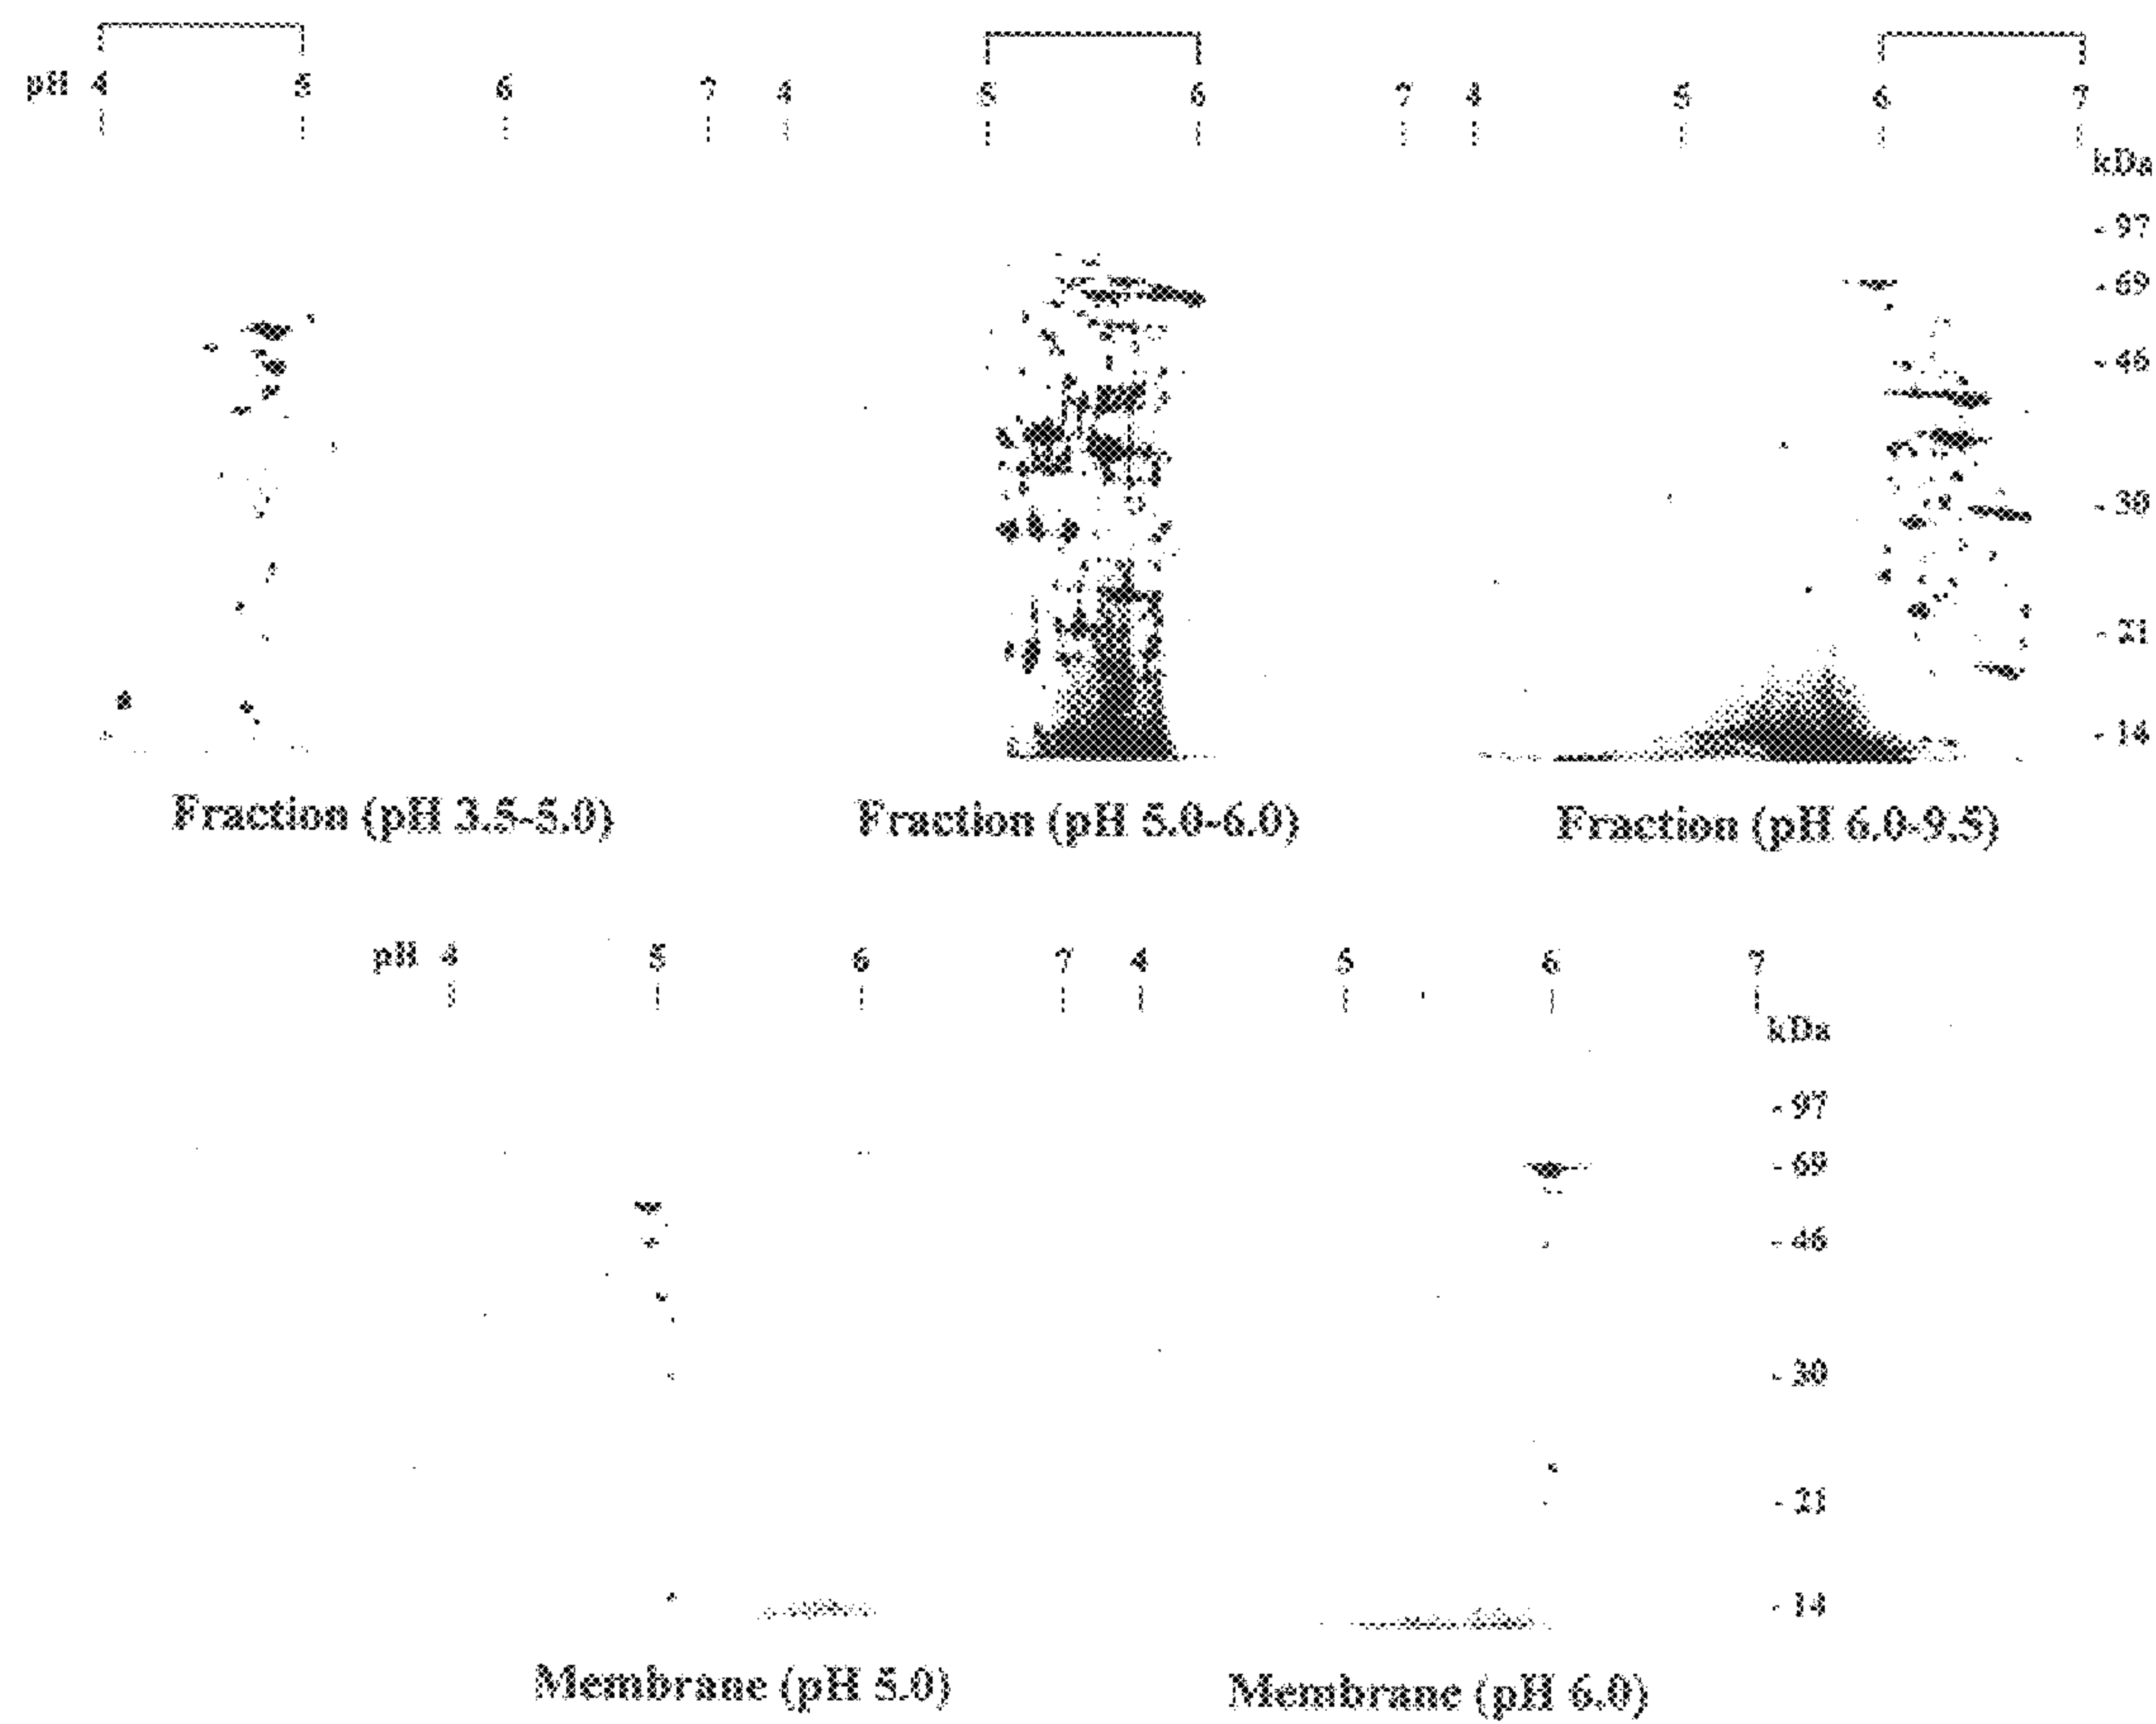 pH 4 5 6 7 4 5 6 7 4 5 6 7
kDa
- 97
- 69
- 46
- 30
- 21
- 14
Fraction (pH 3.5-5.0) Fraction (pH 5.0-6.0) Fraction (pH 6.0-9.5)
pH 4 5 6 7 4 5 6 7
kDa
- 97
- 69
- 46
- 30
- 21
- 14
Membrane (pH 5.0) Membrane (pH 6.0)